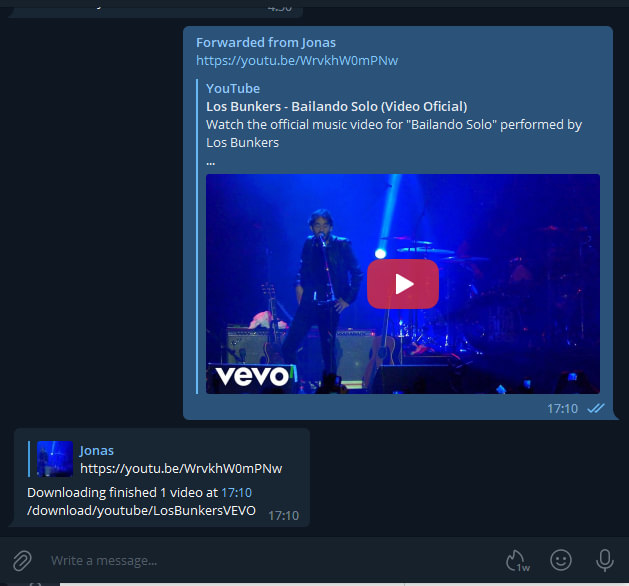 4:50
Forwarded from Jonas
https://youtu.be/WrvkhW0mPNw
YouTube
Los Bunkers - Bailando Solo (Video Oficial)
Watch the official music video for "Bailando Solo" performed by
Los Bunkers
...
vevo
17:10
Jonas
https://youtu.be/WrvkhW0mPNw
Downloading finished 1 video at 17:10
/download/youtube/LosBunkersVEVO
17:10
Write a message...
1w